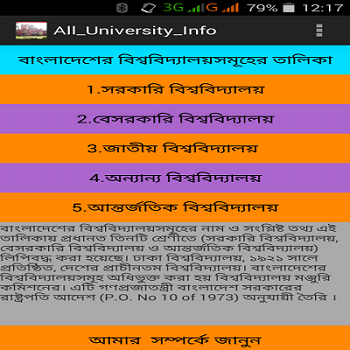 3G G 79% 12:17
All_University_Info
বাংলাদেশের বিশ্ববিদ্যালয়সমূহের তালিকা
1.সরকারি বিশ্ববিদ্যালয়
2.বেসরকারি বিশ্ববিদ্যালয়
3.জাতীয় বিশ্ববিদ্যালয়
4.অন্যান্য বিশ্ববিদ্যালয়
5.আন্তর্জতিক বিশ্ববিদ্যালয়
বাংলাদেশের বিশ্ববিদ্যালয়সমূহের নাম ও সংশ্লিষ্ট তথ্য এই
তালিকায় প্রধানত তিনটি শ্রেণীতে (সরকারি বিশ্ববিদ্যালয়,
বেসরকারি বিশ্ববিদ্যালয় ও আন্তর্জতিক বিশ্ববিদ্যালয়)
লিপিবদ্ধ করা হয়েছে। ঢাকা বিশ্ববিদ্যালয়, ১৯২১ সালে
প্রতিষ্ঠিত, দেশের প্রাচীনতম বিশ্ববিদ্যালয়। বাংলাদেশের
বিশ্ববিদ্যালয়সমূহ অধিভুক্ত করা হয় বিশ্ববিদ্যালয় মঞ্জুরি
কমিশনের। এটি গণপ্রজাতন্ত্রী বাংলাদেশ সরকারের
রাষ্ট্রপতি আদেশ (P.O. No 10 of 1973) অনুযায়ী তৈরি ।
আমার সম্পর্কে জানুন